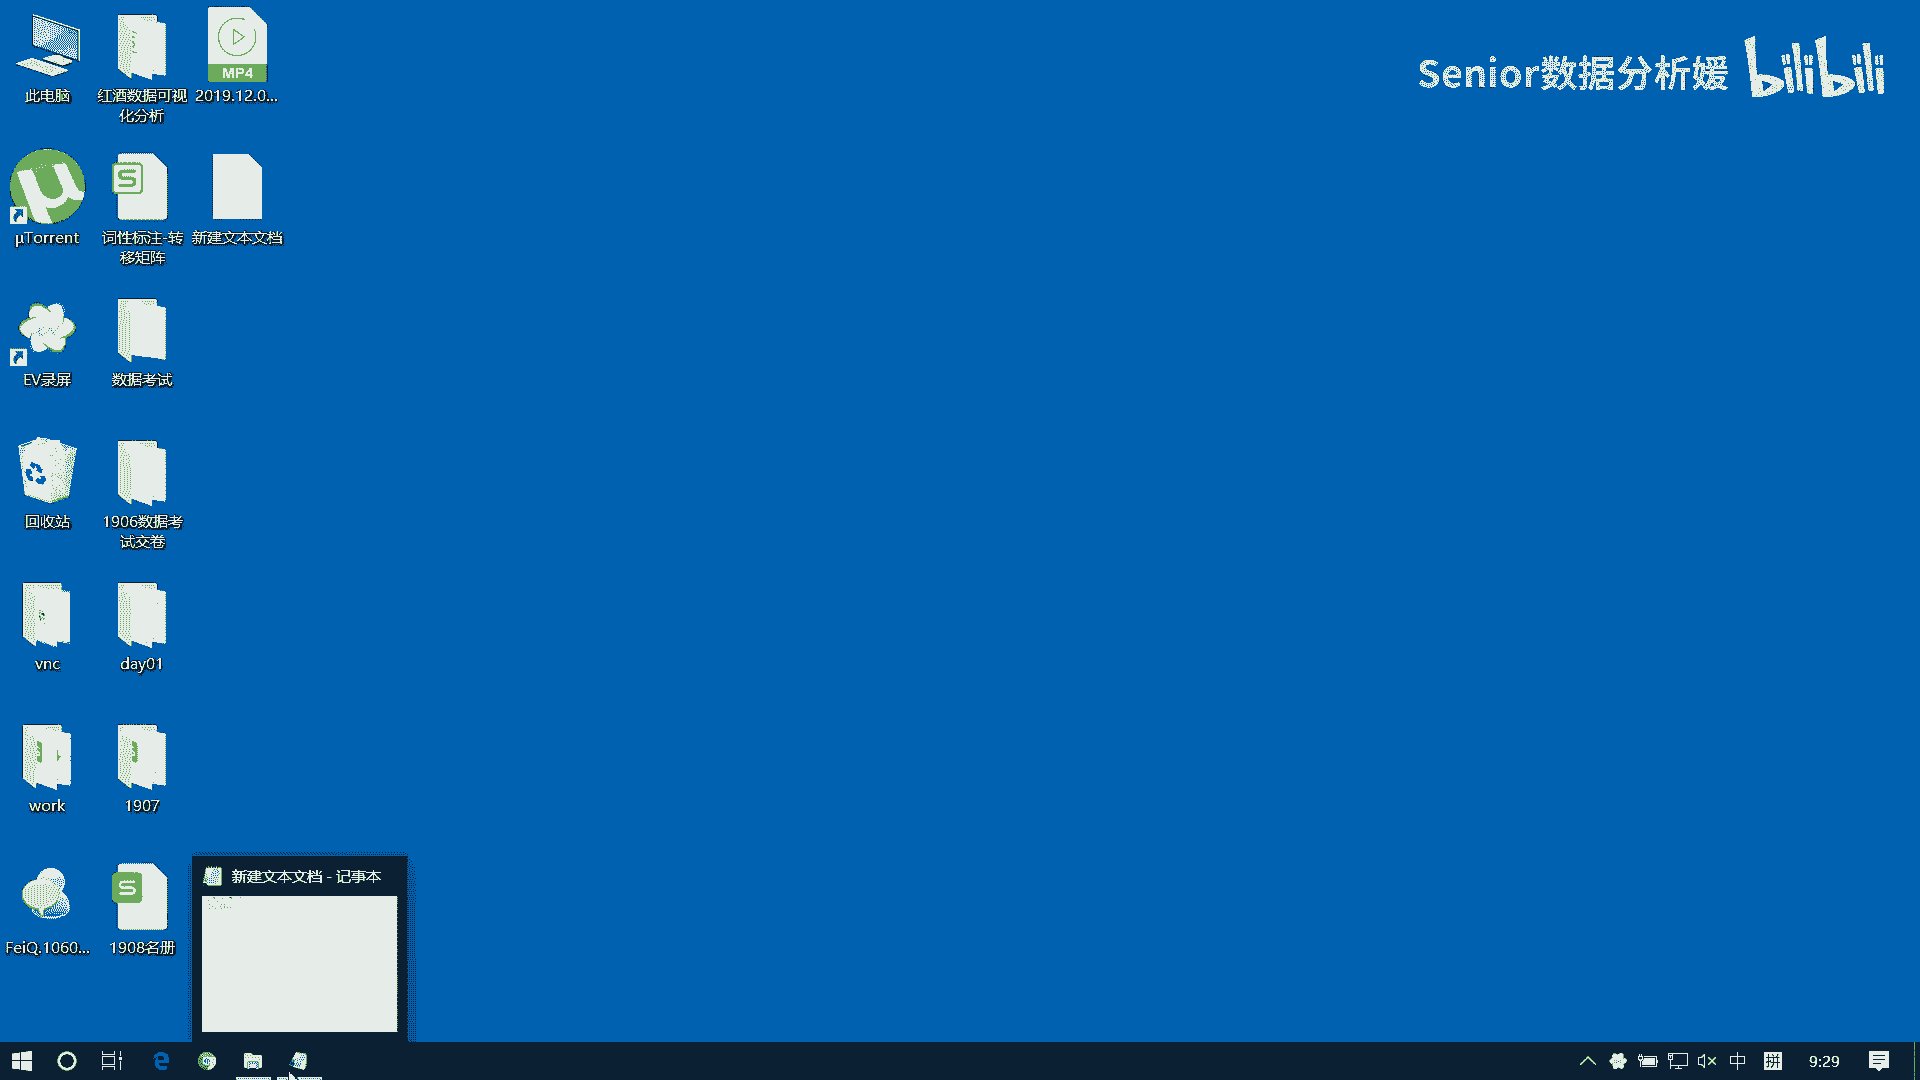 此电脑
红酒数据可视
化分析
MP4
2019.12.0...
Senior数据分析媛 bilibili
µTorrent
S
词性标注-转
移矩阵
新建文本文档
EV录屏
数据考试
回收站
1906数据考
试交卷
vnc
day01
work
1907
新建文本文档 - 记事本
FeiQ.1060...
S
1908名册
中
拼
9:29